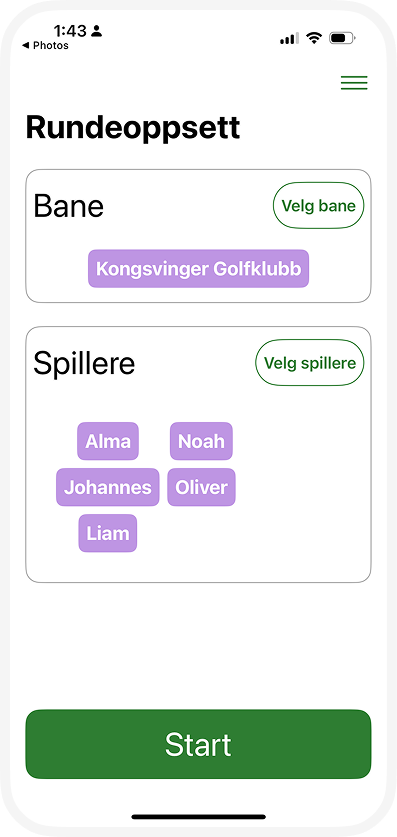 1:43
◀ Photos
Rundeoppsett
Bane
Velg bane
Kongsvinger Golfklubb
Spillere
Velg spillere
Alma Noah
Johannes Oliver
Liam
Start